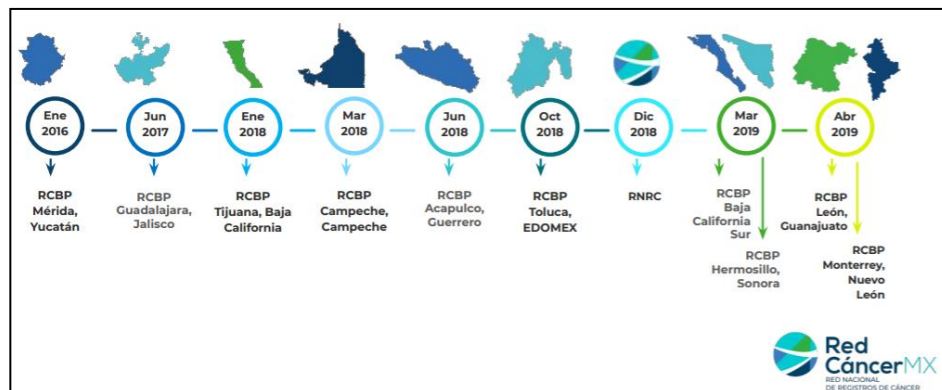 Ene
2016
Jun
2017
Ene
2018
Mar
2018
Jun
2018
Oct
2018
Dic
2018
Mar
2019
Abr
2019
RCBP
Mérida,
Yucatán
RCBP
Guadalajara,
Jalisco
RCBP
Tijuana, Baja
California
RCBP
Campeche,
Campeche
RCBP
Acapulco,
Guerrero
RCBP
Toluca,
EDOMEX
RNRC
RCBP
Baja
California
Sur
RCBP
Hermosillo,
Sonora
RCBP
León,
Guanajuato
RCBP
Monterrey,
Nuevo
León
Red
CáncerMX
RED NACIONAL
DE REGISTROS DE CÁNCER